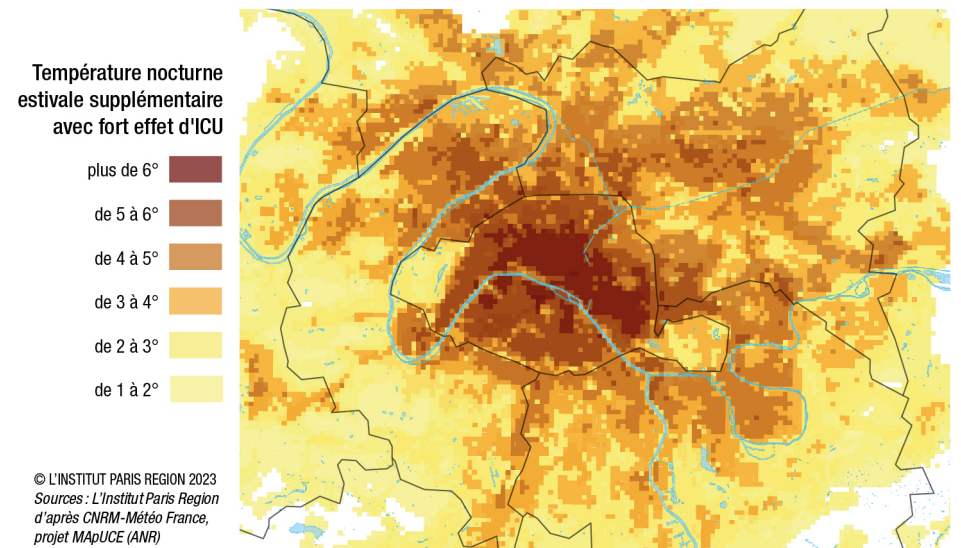 Température nocturne
estivale supplémentaire
avec fort effet d'ICU
plus de 6°
de 5 à 6°
de 4 à 5°
de 3 à 4°
de 2 à 3°
de 1 à 2°
© L'INSTITUT PARIS REGION 2023
Sources : L'Institut Paris Region
d'après CNRM-Météo France,
projet MApUCE (ANR)